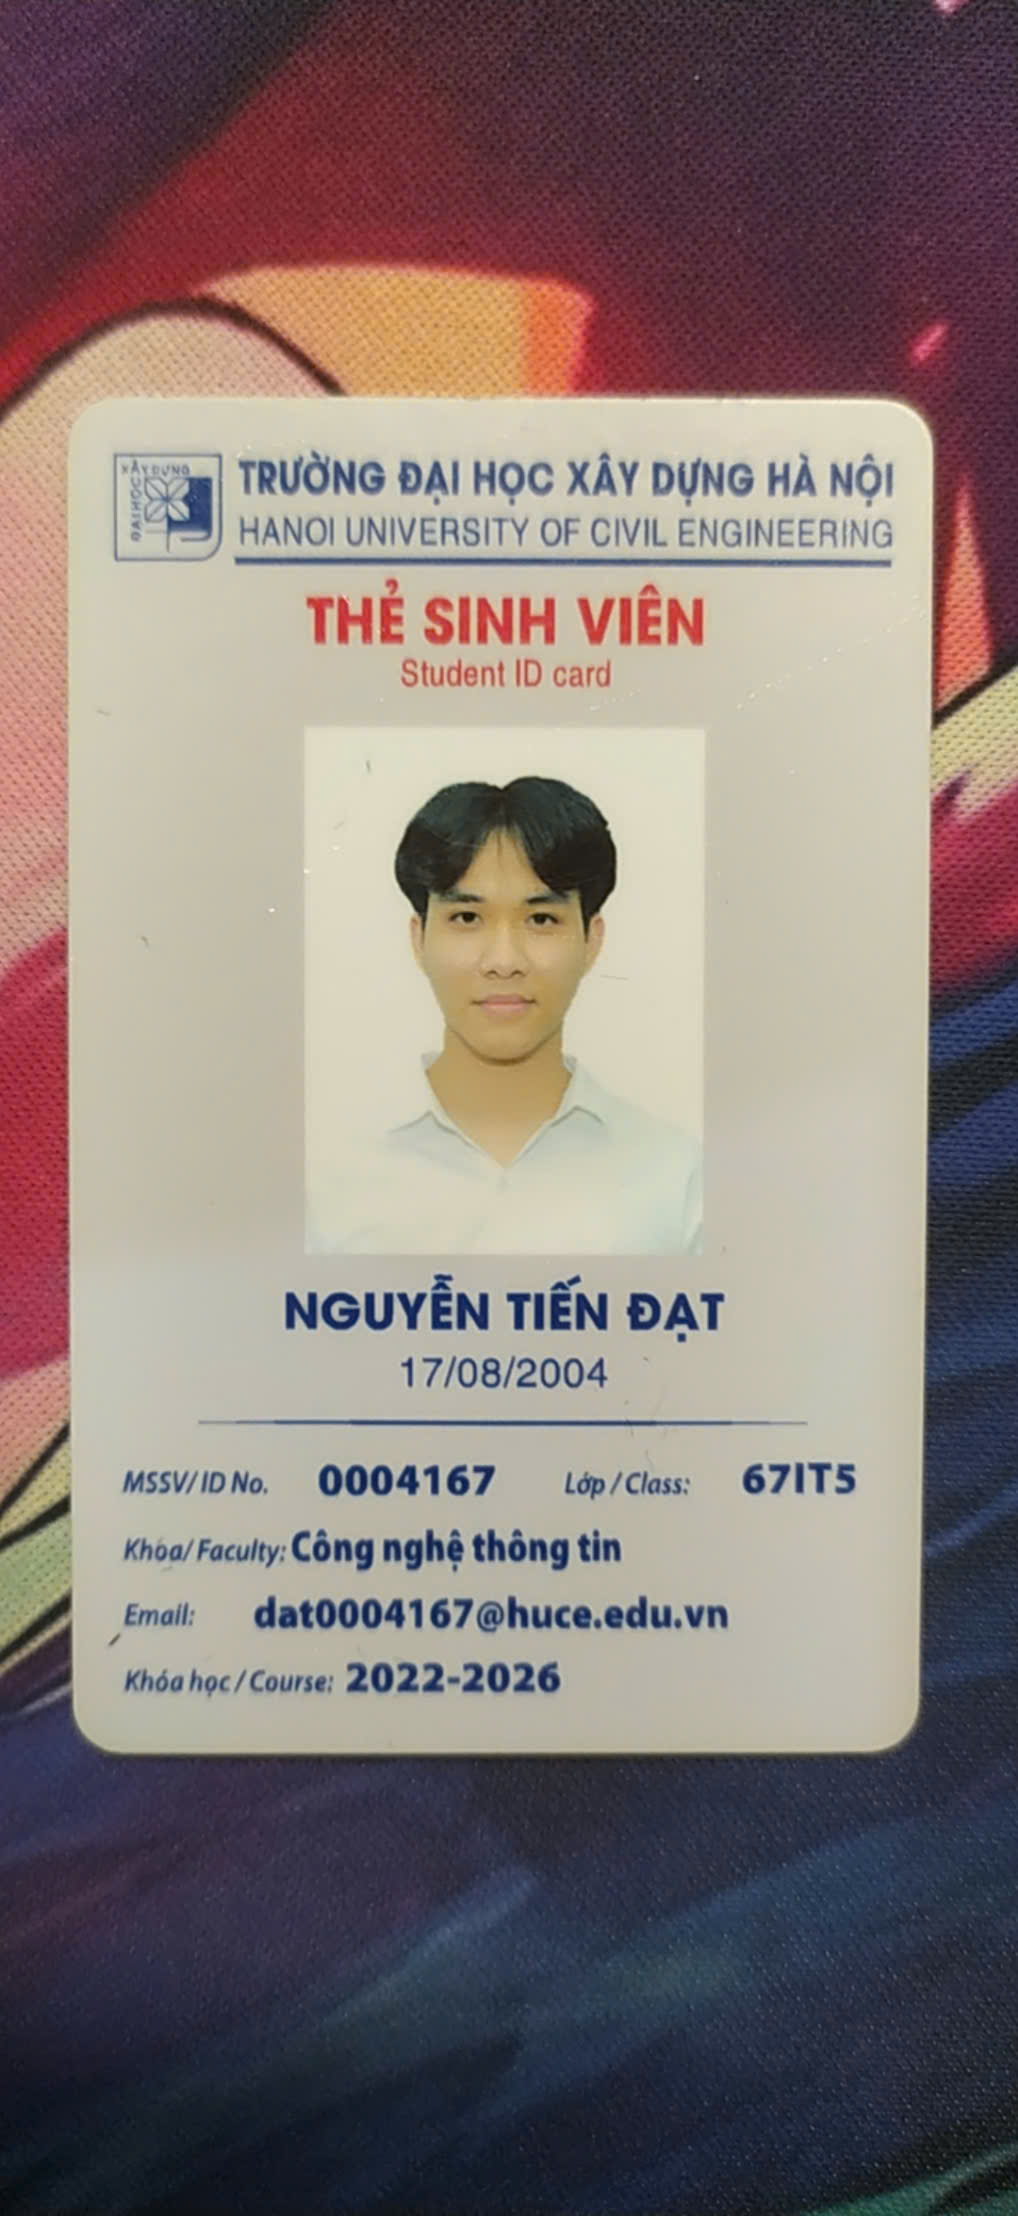 XÂY DỰNG
ĐẠI HỌC
TRƯỜNG ĐẠI HỌC XÂY DỰNG HÀ NỘI
HANOI UNIVERSITY OF CIVIL ENGINEERING
THẺ SINH VIÊN
Student ID card
NGUYỄN TIẾN ĐẠT
17/08/2004
MSSV/ ID No. 0004167 Lớp / Class: 67IT5
Khoa/ Faculty: Công nghệ thông tin
Email: dat0004167@huce.edu.vn
Khóa học / Course: 2022-2026